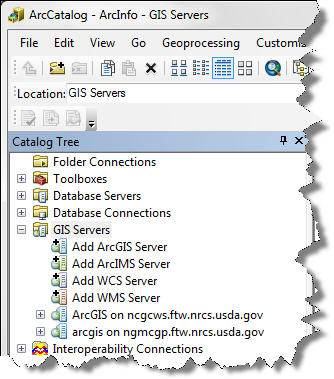 ArcCatalog - ArcInfo - GIS Servers
File Edit View Go Geoprocessing Customiz
Location: GIS Servers
Catalog Tree
Folder Connections
Toolboxes
Database Servers
Database Connections
GIS Servers
Add ArcGIS Server
Add ArcIMS Server
Add WCS Server
Add WMS Server
ArcGIS on ncgcws.ftw.nrcs.usda.gov
arcgis on ngmcgp.ftw.nrcs.usda.gov
Interoperability Connections